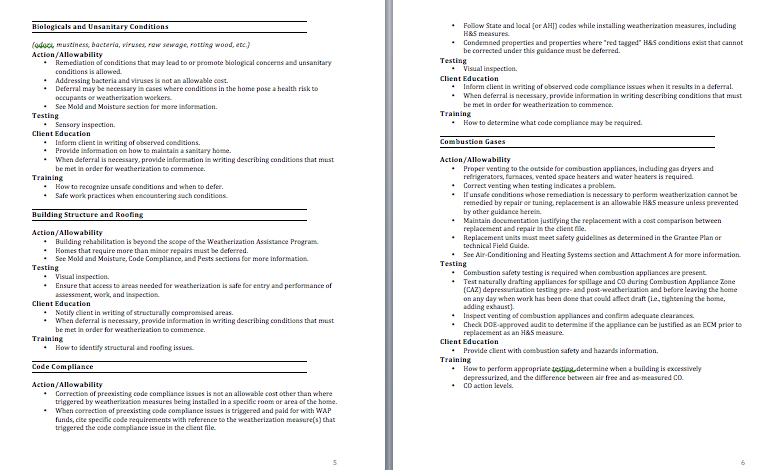 Biologicals and Unsanitary Conditions
(odors, mustiness, bacteria, viruses, raw sewage, rotting wood, etc.)
Action/Allowability
• Remediation of conditions that may lead to or promote biological concerns and unsanitary
conditions is allowed.
• Addressing bacteria and viruses is not an allowable cost.
• Deferral may be necessary in cases where conditions in the home pose a health risk to
occupants or weatherization workers.
• See Mold and Moisture section for more information.
Testing
• Sensory inspection.
Client Education
• Inform client in writing of observed conditions.
• Provide information on how to maintain a sanitary home.
• When deferral is necessary, provide information in writing describing conditions that must
be met in order for weatherization to commence.
Training
• How to recognize unsafe conditions and when to defer.
• Safe work practices when encountering such conditions.
Building Structure and Roofing
Action/Allowability
• Building rehabilitation is beyond the scope of the Weatherization Assistance Program.
• Homes that require more than minor repairs must be deferred.
• See Mold and Moisture, Code Compliance, and Pests sections for more information.
Testing
• Visual inspection.
• Ensure that access to areas needed for weatherization is safe for entry and performance of
assessment, work, and inspection.
Client Education
• Notify client in writing of structurally compromised areas.
• When deferral is necessary, provide information in writing describing conditions that must
be met in order for weatherization to commence.
Training
• How to identify structural and roofing issues.
Code Compliance
Action/Allowability
• Correction of preexisting code compliance issues is not an allowable cost other than where
triggered by weatherization measures being installed in a specific room or area of the home.
• When correction of preexisting code compliance issues is triggered and paid for with WAP
funds, cite specific code requirements with reference to the weatherization measure(s) that
triggered the code compliance issue in the client file.
5
• Follow State and local (or AHJ) codes while installing weatherization measures, including
H&S measures.
• Condemned properties and properties where "red tagged" H&S conditions exist that cannot
be corrected under this guidance must be deferred.
Testing
• Visual inspection.
Client Education
• Inform client in writing of observed code compliance issues when it results in a deferral.
• When deferral is necessary, provide information in writing describing conditions that must
be met in order for weatherization to commence.
Training
• How to determine what code compliance may be required.
Combustion Gases
Action/Allowability
• Proper venting to the outside for combustion appliances, including gas dryers and
refrigerators, furnaces, vented space heaters and water heaters is required.
• Correct venting when testing indicates a problem.
• If unsafe conditions whose remediation is necessary to perform weatherization cannot be
remedied by repair or tuning, replacement is an allowable H&S measure unless prevented
by other guidance herein.
• Maintain documentation justifying the replacement with a cost comparison between
replacement and repair in the client file.
• Replacement units must meet safety guidelines as determined in the Grantee Plan or
technical Field Guide.
• See Air-Conditioning and Heating Systems section and Attachment A for more information.
Testing
• Combustion safety testing is required when combustion appliances are present.
• Test naturally drafting appliances for spillage and CO during Combustion Appliance Zone
(CAZ) depressurization testing pre- and post-weatherization and before leaving the home
on any day when work has been done that could affect draft (i.e., tightening the home,
adding exhaust).
• Inspect venting of combustion appliances and confirm adequate clearances.
• Check DOE-approved audit to determine if the appliance can be justified as an ECM prior to
replacement as an H&S measure.
Client Education
• Provide client with combustion safety and hazards information.
Training
• How to perform appropriate testing, determine when a building is excessively
depressurized, and the difference between air free and as-measured CO.
• CO action levels.
6